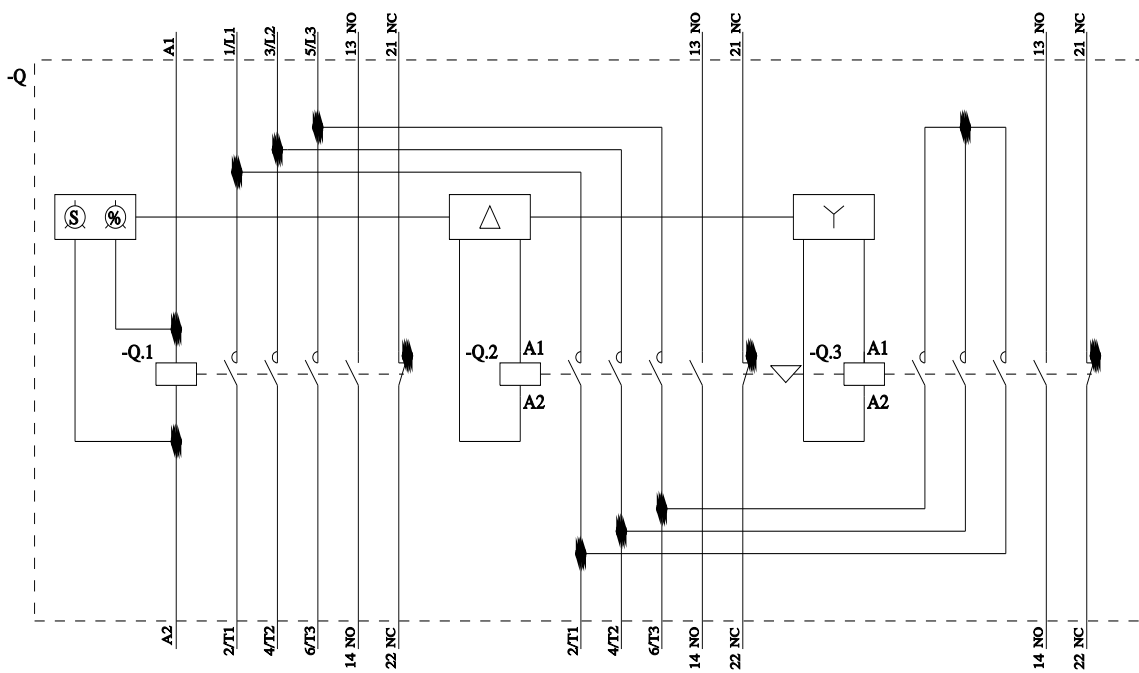 A1
1/L1
3/L2
5/L3
13 NO
21 NC
13 NO
21 NC
13 NO
21 NC
-Q
S
%
Δ
Y
-Q.1
-Q.2
A1
-Q.3
A1
A2
A2
A2
2/T1
4/T2
6/T3
14 NO
22 NC
2/T1
4/T2
6/T3
14 NO
22 NC
14 NO
22 NC